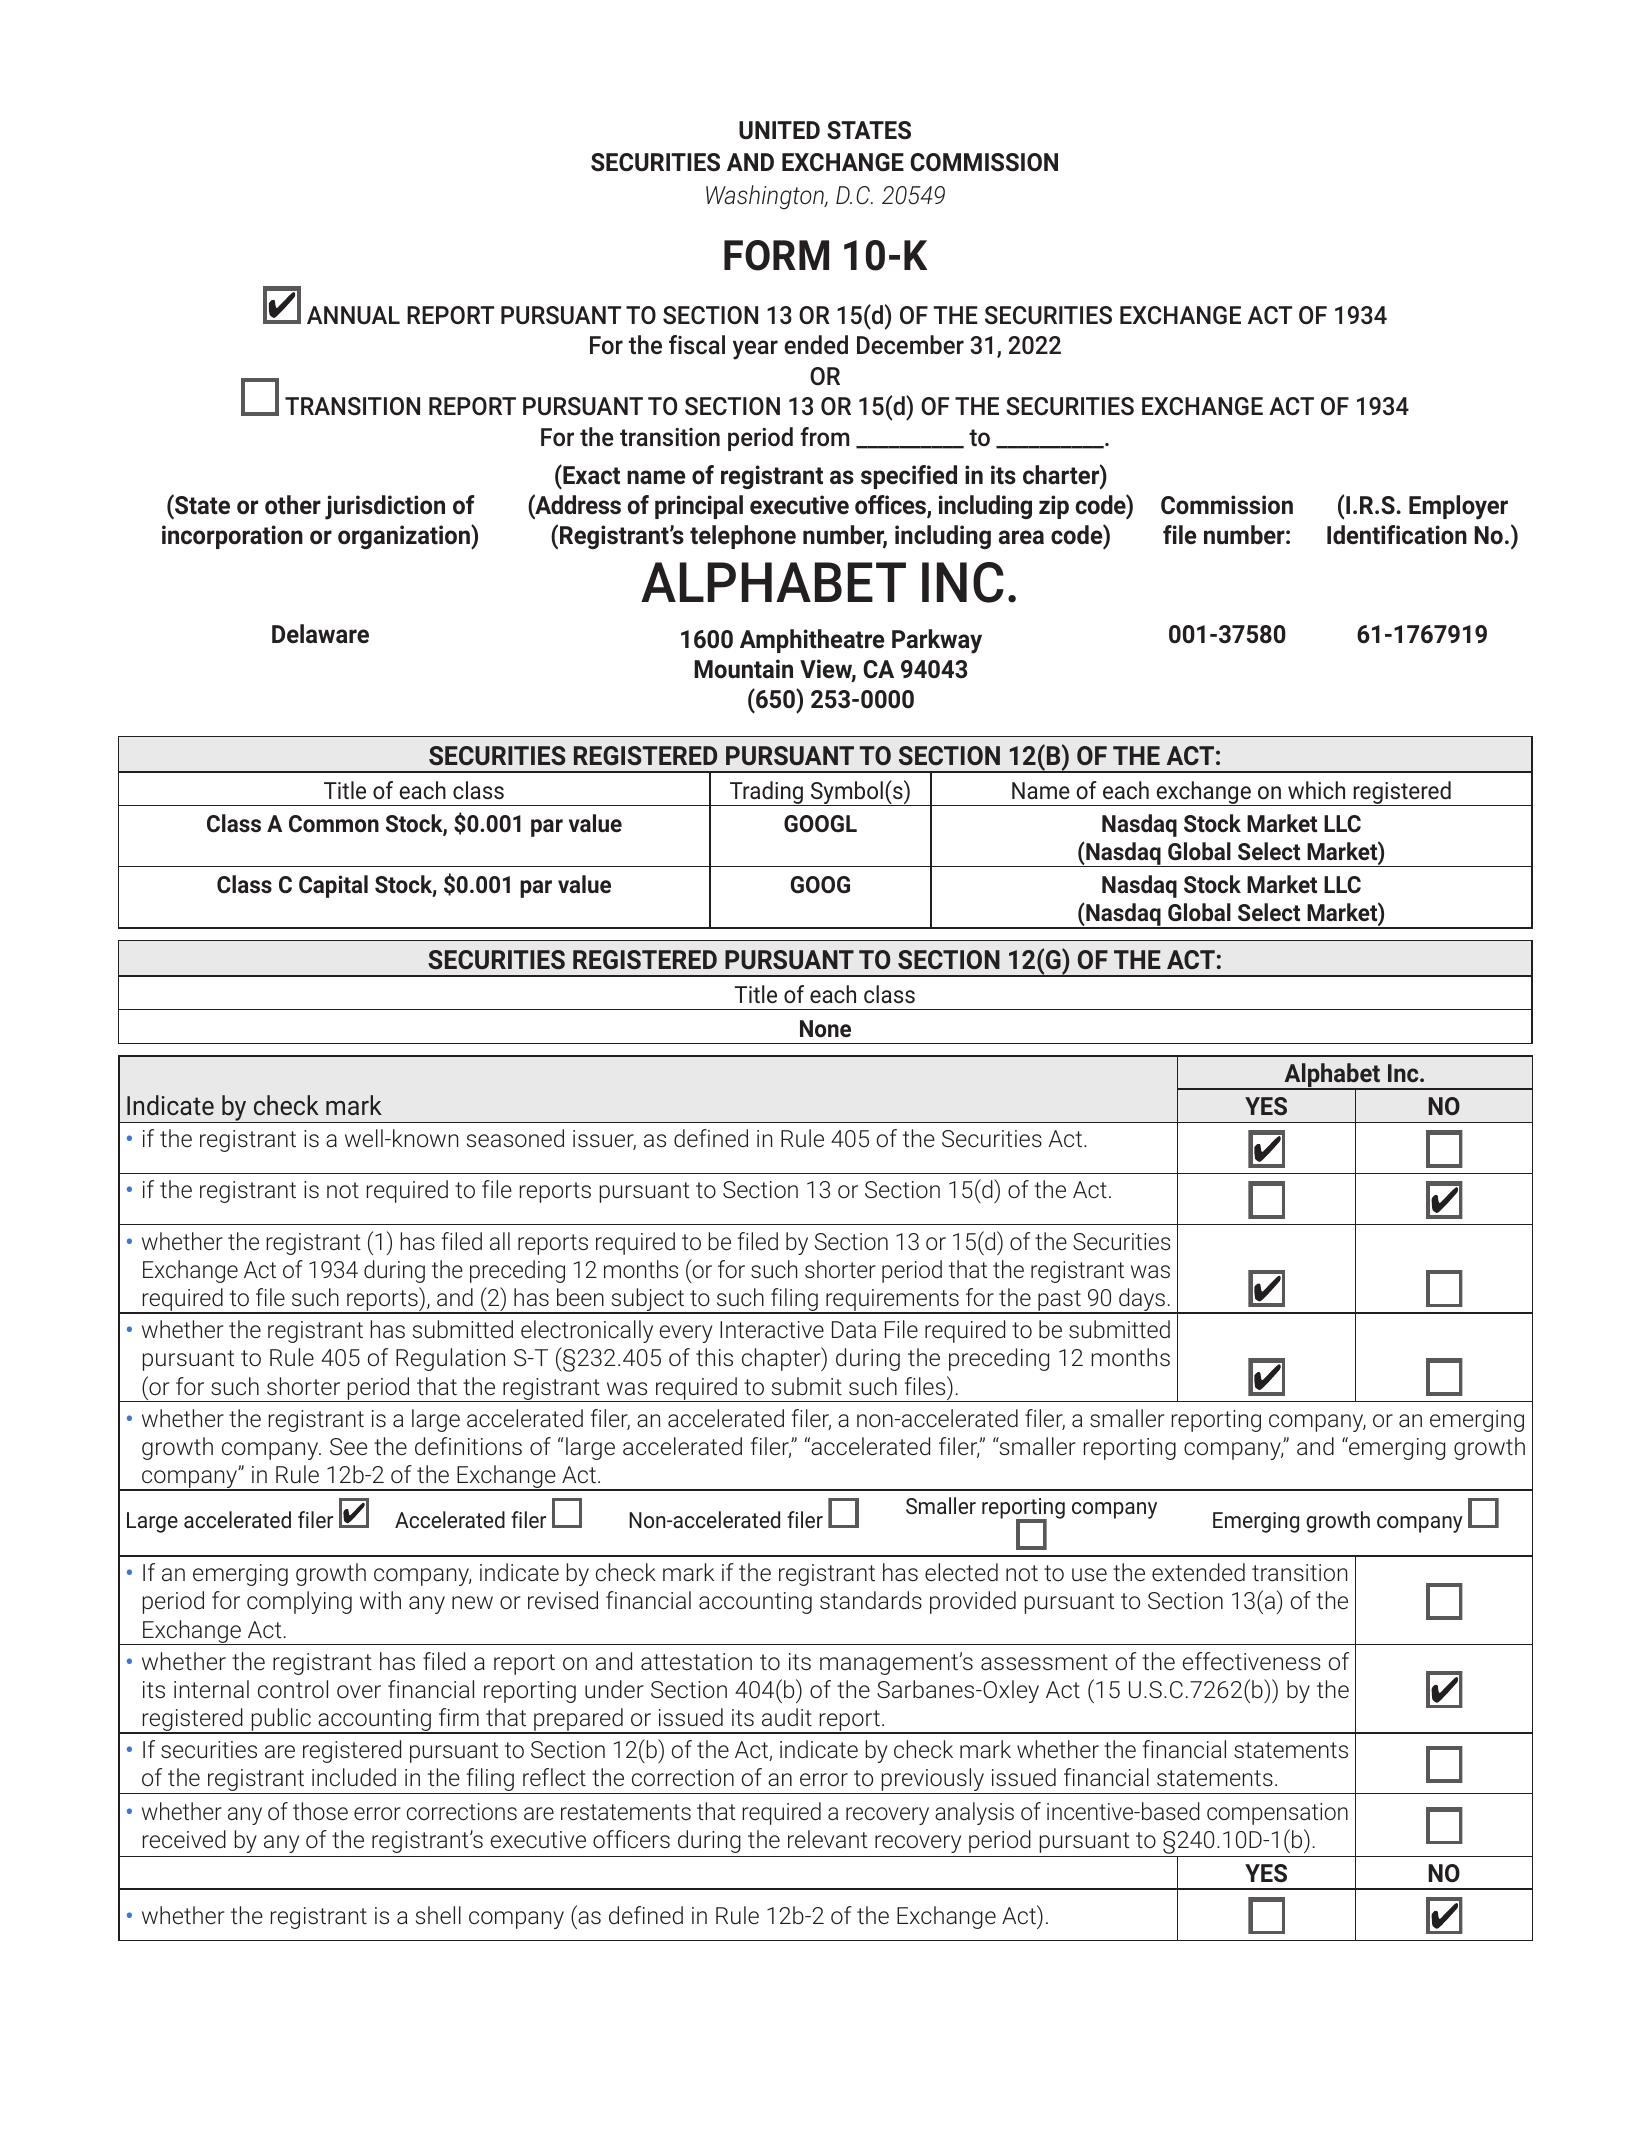 UNITED STATES
SECURITIES AND EXCHANGE COMMISSION
Washington, D.C. 20549
FORM 10-K
✔ ANNUAL REPORT PURSUANT TO SECTION 13 OR 15(d) OF THE SECURITIES EXCHANGE ACT OF 1934
For the fiscal year ended December 31, 2022
OR
☐ TRANSITION REPORT PURSUANT TO SECTION 13 OR 15(d) OF THE SECURITIES EXCHANGE ACT OF 1934
For the transition period from __________ to __________.
(Exact name of registrant as specified in its charter)
(State or other jurisdiction of (Address of principal executive offices, including zip code) Commission (I.R.S. Employer
incorporation or organization) (Registrant’s telephone number, including area code) file number: Identification No.)
ALPHABET INC.
Delaware 1600 Amphitheatre Parkway 001-37580 61-1767919
Mountain View, CA 94043
(650) 253-0000
SECURITIES REGISTERED PURSUANT TO SECTION 12(B) OF THE ACT:
Title of each class Trading Symbol(s) Name of each exchange on which registered
Class A Common Stock, $0.001 par value GOOGL Nasdaq Stock Market LLC
(Nasdaq Global Select Market)
Class C Capital Stock, $0.001 par value GOOG Nasdaq Stock Market LLC
(Nasdaq Global Select Market)
SECURITIES REGISTERED PURSUANT TO SECTION 12(G) OF THE ACT:
Title of each class
None
Alphabet Inc.
Indicate by check mark YES NO
• if the registrant is a well-known seasoned issuer, as defined in Rule 405 of the Securities Act. ✔ ☐
• if the registrant is not required to file reports pursuant to Section 13 or Section 15(d) of the Act. ☐ ✔
• whether the registrant (1) has filed all reports required to be filed by Section 13 or 15(d) of the Securities
Exchange Act of 1934 during the preceding 12 months (or for such shorter period that the registrant was
required to file such reports), and (2) has been subject to such filing requirements for the past 90 days. ✔ ☐
• whether the registrant has submitted electronically every Interactive Data File required to be submitted
pursuant to Rule 405 of Regulation S-T (§232.405 of this chapter) during the preceding 12 months
(or for such shorter period that the registrant was required to submit such files). ✔ ☐
• whether the registrant is a large accelerated filer, an accelerated filer, a non-accelerated filer, a smaller reporting company, or an emerging
growth company. See the definitions of “large accelerated filer,” “accelerated filer,” “smaller reporting company,” and “emerging growth
company” in Rule 12b-2 of the Exchange Act.
Large accelerated filer ✔ Accelerated filer ☐ Non-accelerated filer ☐ Smaller reporting company ☐ Emerging growth company ☐
• If an emerging growth company, indicate by check mark if the registrant has elected not to use the extended transition
period for complying with any new or revised financial accounting standards provided pursuant to Section 13(a) of the
Exchange Act. ☐
• whether the registrant has filed a report on and attestation to its management’s assessment of the effectiveness of
its internal control over financial reporting under Section 404(b) of the Sarbanes-Oxley Act (15 U.S.C.7262(b)) by the
registered public accounting firm that prepared or issued its audit report. ✔
• If securities are registered pursuant to Section 12(b) of the Act, indicate by check mark whether the financial statements
of the registrant included in the filing reflect the correction of an error to previously issued financial statements. ☐
• whether any of those error corrections are restatements that required a recovery analysis of incentive-based compensation
received by any of the registrant’s executive officers during the relevant recovery period pursuant to §240.10D-1(b). ☐
YES NO
• whether the registrant is a shell company (as defined in Rule 12b-2 of the Exchange Act). ☐ ✔